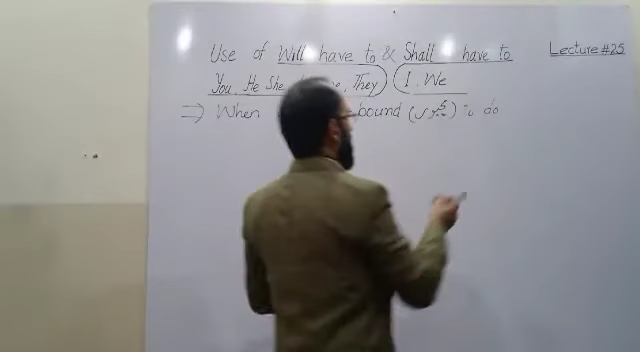 Use of Will have to & Shall have to
Lecture #25
You, He She, They I, We
⇒ When bound (مجبور) to do